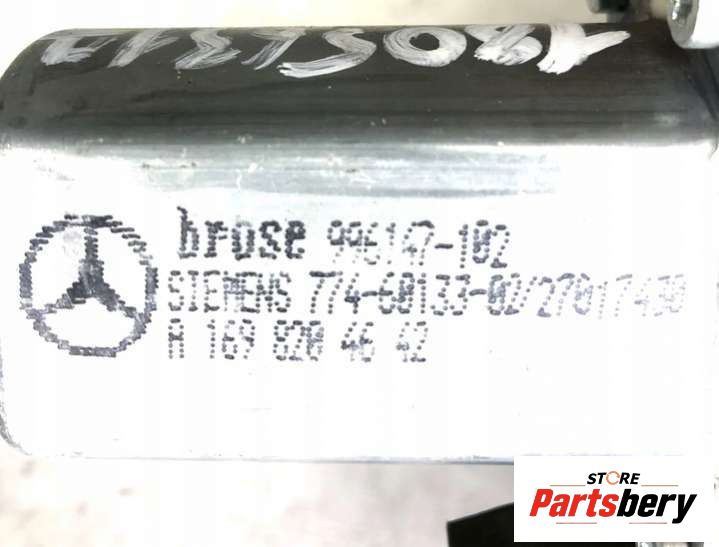 brose 996147-102
SIEMENS 774-60133-02/27017430
A 169 820 46 42
STORE
Partsbery